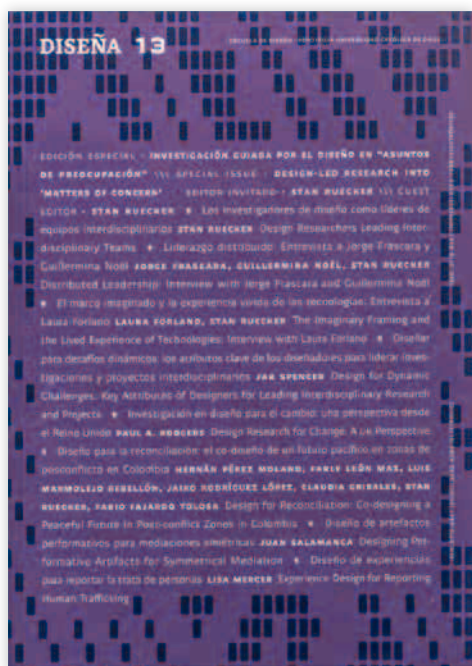 DISEÑA 13
ESCUELA DE DISEÑO · PONTIFICIA UNIVERSIDAD CATÓLICA DE CHILE
EDICIÓN ESPECIAL · INVESTIGACIÓN GUIADA POR EL DISEÑO EN "ASUNTOS
DE PREOCUPACIÓN" \\\ SPECIAL ISSUE · DESIGN-LED RESEARCH INTO
'MATTERS OF CONCERN' · EDITOR INVITADO · STAN RUECKER \\\ GUEST
EDITOR · STAN RUECKER ♦ Los investigadores de diseño como líderes de
equipos interdisciplinarios STAN RUECKER Design Researchers Leading Inter-
disciplinary Teams ♦ Liderazgo distribuido: Entrevista a Jorge Frascara y
Guillermina Noël JORGE FRASCARA, GUILLERMINA NOËL, STAN RUECKER
Distributed Leadership: Interview with Jorge Frascara and Guillermina Noël
♦ El marco imaginado y la experiencia vivida de las tecnologías: Entrevista a
Laura Forlano LAURA FORLANO, STAN RUECKER The Imaginary Framing and
the Lived Experience of Technologies: Interview with Laura Forlano ♦ Diseñar
para desafíos dinámicos: los atributos clave de los diseñadores para liderar inves-
tigaciones y proyectos interdisciplinarios JAR SPENCER Design for Dynamic
Challenges: Key Attributes of Designers for Leading Interdisciplinary Research
and Projects ♦ Investigación en diseño para el cambio: una perspectiva desde
el Reino Unido PAUL A. RODGERS Design Research for Change: A UK Perspective
♦ Diseño para la reconciliación: el co-diseño de un futuro pacífico en zonas de
posconflicto en Colombia HERNÁN PÉREZ MOLANO, PABLO LEÓN MAS, LUIS
MARMOLEJO REBELLÓN, JAIRO RODRÍGUEZ LÓPEZ, CLAUDIA GRISALES, STAN
RUECKER, FABIO FAJARDO TOLOSA Design for Reconciliation: Co-designing a
Peaceful Future in Post-conflict Zones in Colombia ♦ Diseño de artefactos
performativos para mediaciones simétricas JUAN SALAMANCA Designing Per-
formative Artifacts for Symmetrical Mediation ♦ Diseño de experiencias
para reportar la trata de personas LISA MERCER Experience Design for Reporting
Human Trafficking